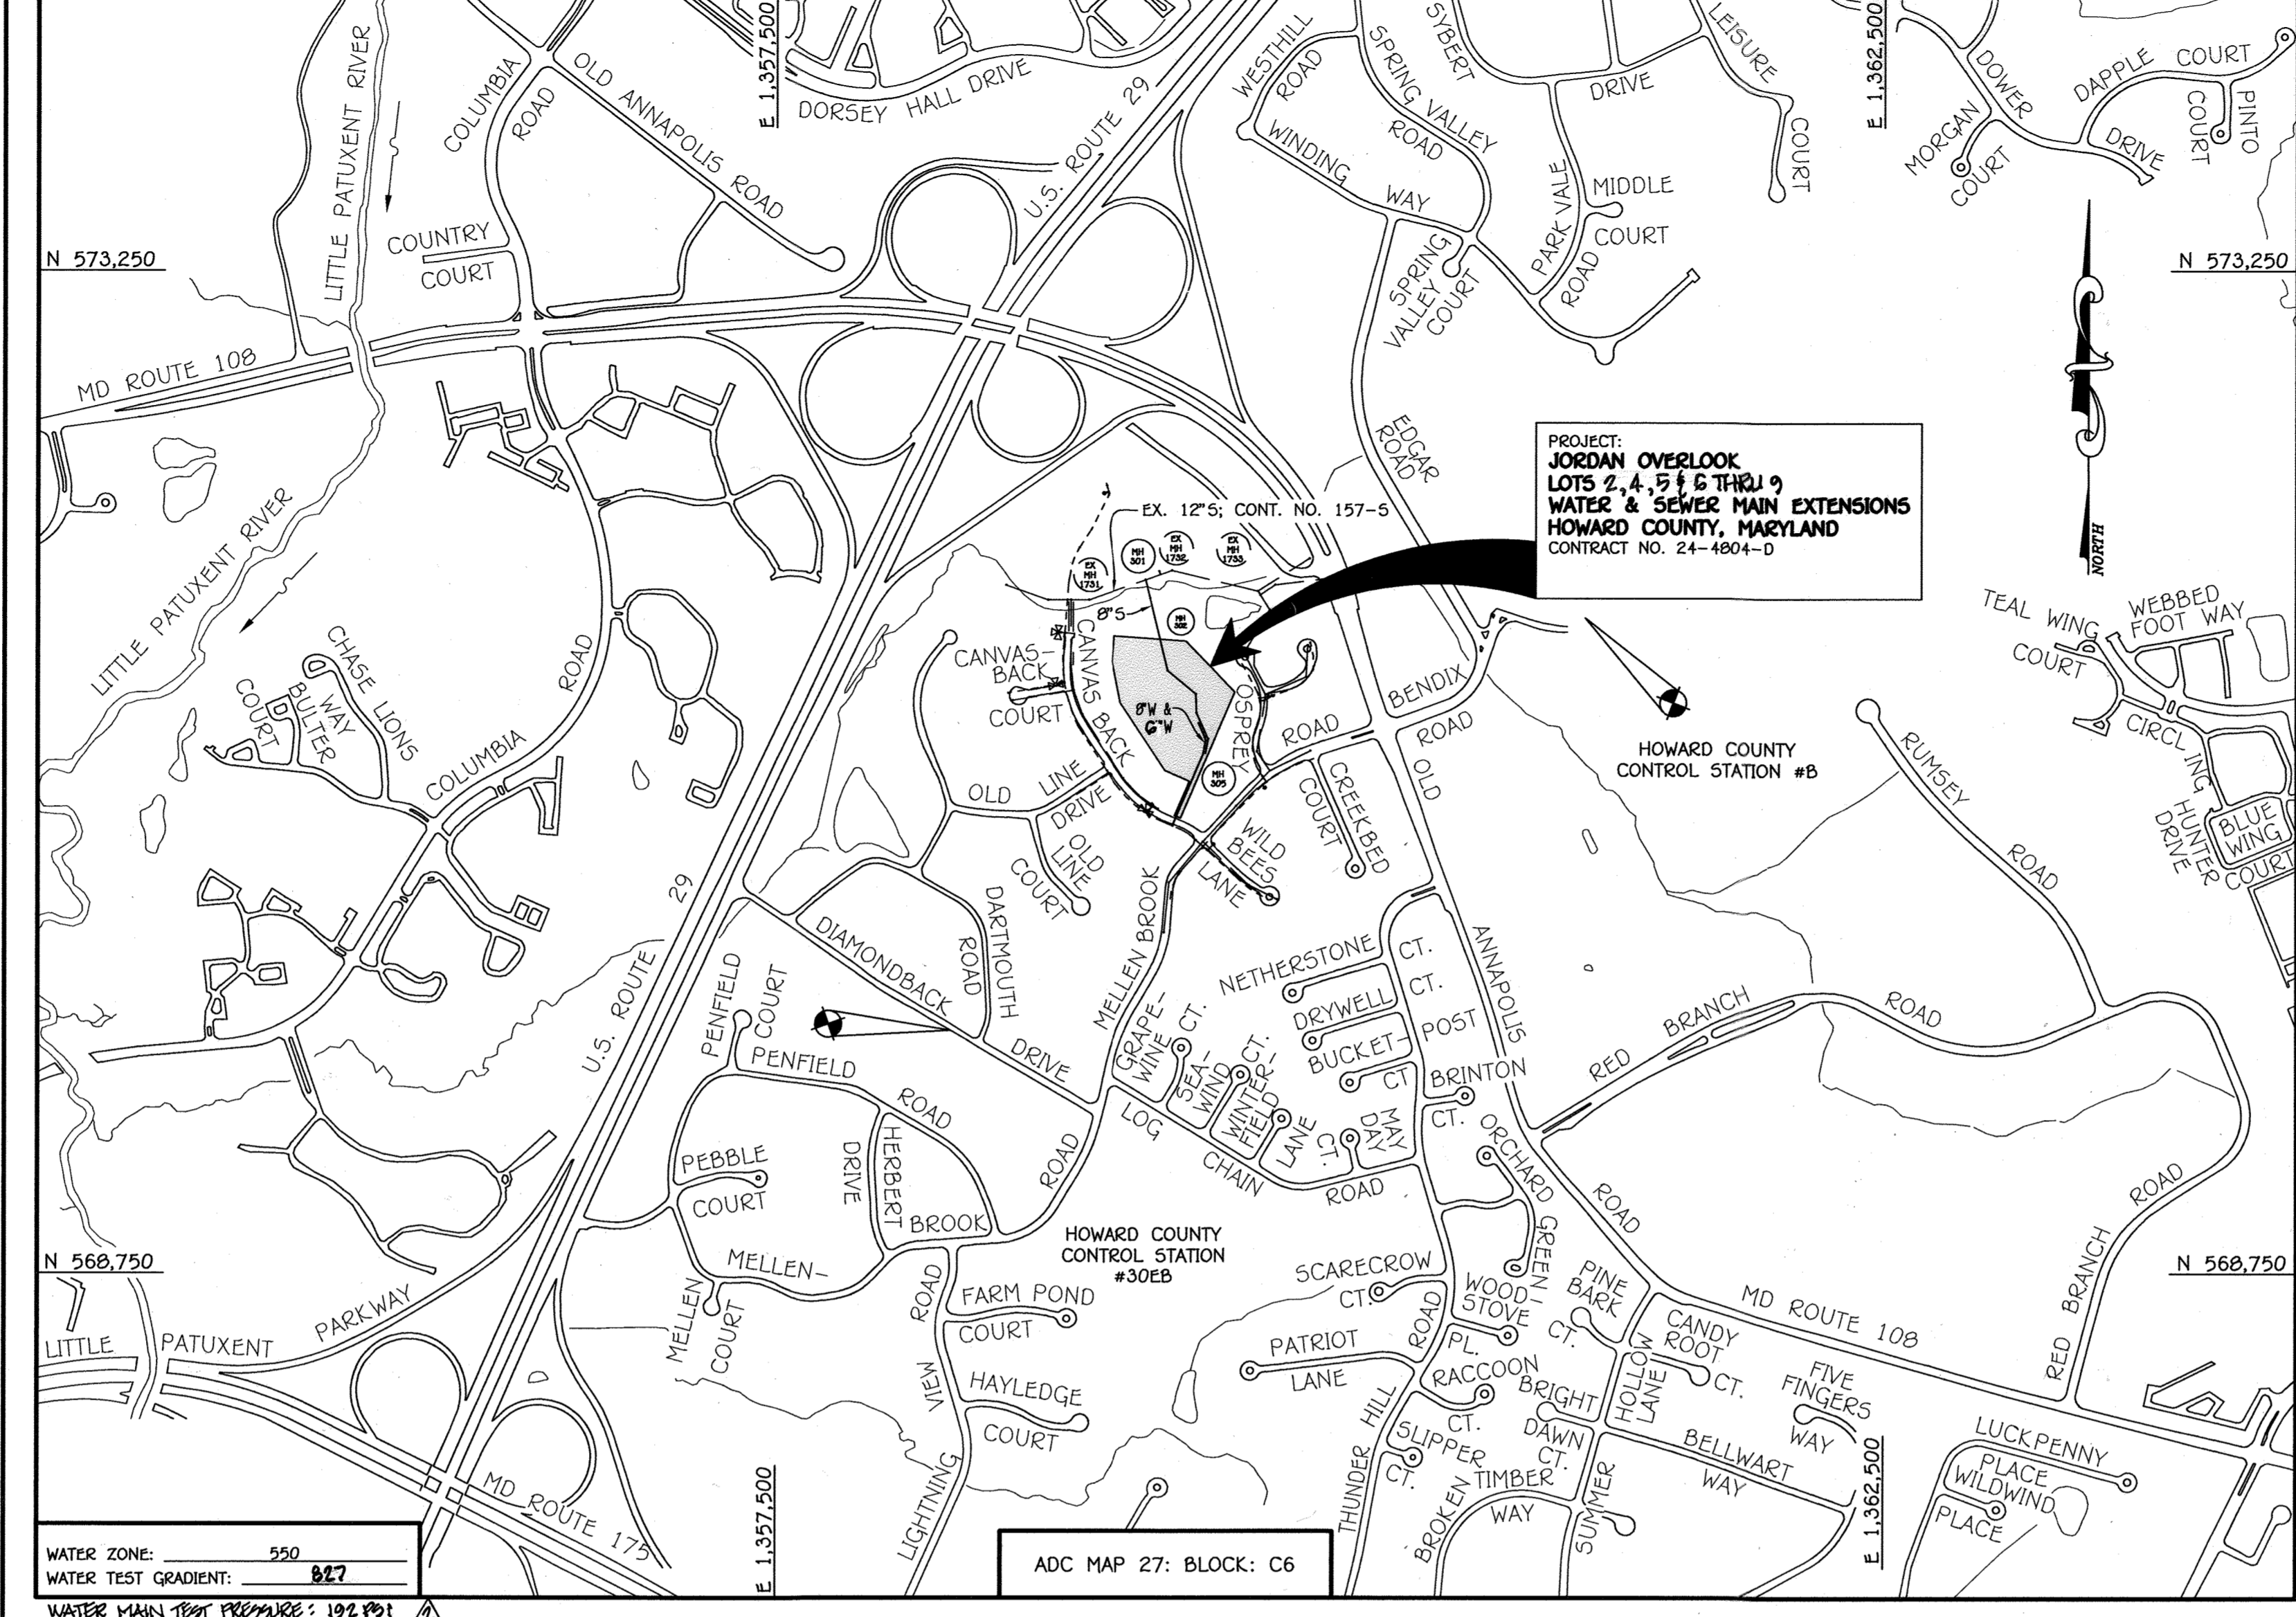 LITTLE PATUXENT RIVER
COLUMBIA
ROAD
OLD ANNAPOLIS ROAD
E 1,357,500
DORSEY HALL DRIVE
U.S. ROUTE 29
WESTHILL
ROAD
SPRING VALLEY
ROAD
SYBERT
DRIVE
LEISURE
COURT
E 1,362,500
DOWER
DRIVE
DAPPLE COURT
PINTO
COURT
MORGAN
COURT
WINDING WAY
PARK VALE
ROAD
MIDDLE
COURT
SPRING
VALLEY
COURT
COUNTRY
COURT
N 573,250
N 573,250
MD ROUTE 108
EDGAR
ROAD
PROJECT:
JORDAN OVERLOOK
LOTS 2, 4, 5 & 6 THRU 9
WATER & SEWER MAIN EXTENSIONS
HOWARD COUNTY, MARYLAND
CONTRACT NO. 24-4804-D
NORTH
EX. 12"S; CONT. NO. 157-S
EX
MH
1731
MH
301
EX
MH
1732
EX
MH
1733
8"S
MH
302
8"W &
6"W
MH
305
LITTLE PATUXENT RIVER
CHASE LIONS
WAY
BULTER
COURT
COLUMBIA
ROAD
CANVAS-
BACK
COURT
CANVAS BACK
OSPREY
ROAD
BENDIX
ROAD
OLD
ANNAPOLIS
ROAD
HOWARD COUNTY
CONTROL STATION #B
TEAL WING
COURT
WEBBED
FOOT WAY
CIRCLING
HUNTER
DRIVE
BLUE
WING
COURT
RUMSEY
ROAD
OLD LINE
DRIVE
OLD
LINE
COURT
CREEKBED
COURT
WILD
BEES
LANE
MELLEN BROOK
ROAD
DARTMOUTH
ROAD
DIAMONDBACK
DRIVE
U.S. ROUTE 29
PENFIELD
COURT
PENFIELD
ROAD
NETHERSTONE CT.
DRYWELL CT.
BUCKET-POST
CT
BRINTON
CT.
GRAPE-
WINE CT.
SEA-
WIND CT.
WINTER-
FIELD
LANE
MAY
DAY
CT.
LOG
CHAIN
ROAD
RED BRANCH
ROAD
ORCHARD GREEN
PEBBLE
COURT
HERBERT
DRIVE
BROOK
MELLEN-
MELLEN
COURT
HOWARD COUNTY
CONTROL STATION
#30EB
N 568,750
N 568,750
LITTLE PATUXENT PARKWAY
FARM POND
COURT
HAYLEDGE
COURT
LIGHTNING VIEW ROAD
SCARECROW
CT.
PATRIOT
LANE
THUNDER HILL ROAD
WOOD-
STOVE
PL.
RACCOON
CT.
SLIPPER
CT.
PINE
BARK
CT.
CANDY
ROOT
CT.
HOLLOW
LANE
BRIGHT
DAWN
CT.
BROKEN TIMBER
WAY
SUMMER
BELLWART
WAY
FIVE
FINGERS
WAY
MD ROUTE 108
RED BRANCH ROAD
LUCKPENNY
PLACE
WILDWIND
PLACE
MD ROUTE 175
E 1,357,500
E 1,362,500
ADC MAP 27: BLOCK: C6
WATER ZONE: 550
WATER TEST GRADIENT: 827
WATER MAIN TEST PRESSURE: 192 PSI